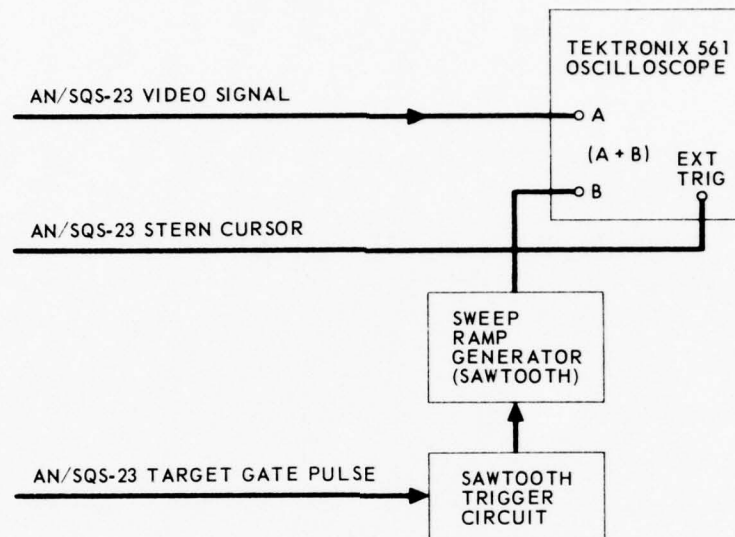 TEKTRONIX 561
OSCILLOSCOPE
AN/SQS-23 VIDEO SIGNAL
A
(A + B)
EXT
TRIG
B
AN/SQS-23 STERN CURSOR
SWEEP
RAMP
GENERATOR
(SAWTOOTH)
AN/SQS-23 TARGET GATE PULSE
SAWTOOTH
TRIGGER
CIRCUIT